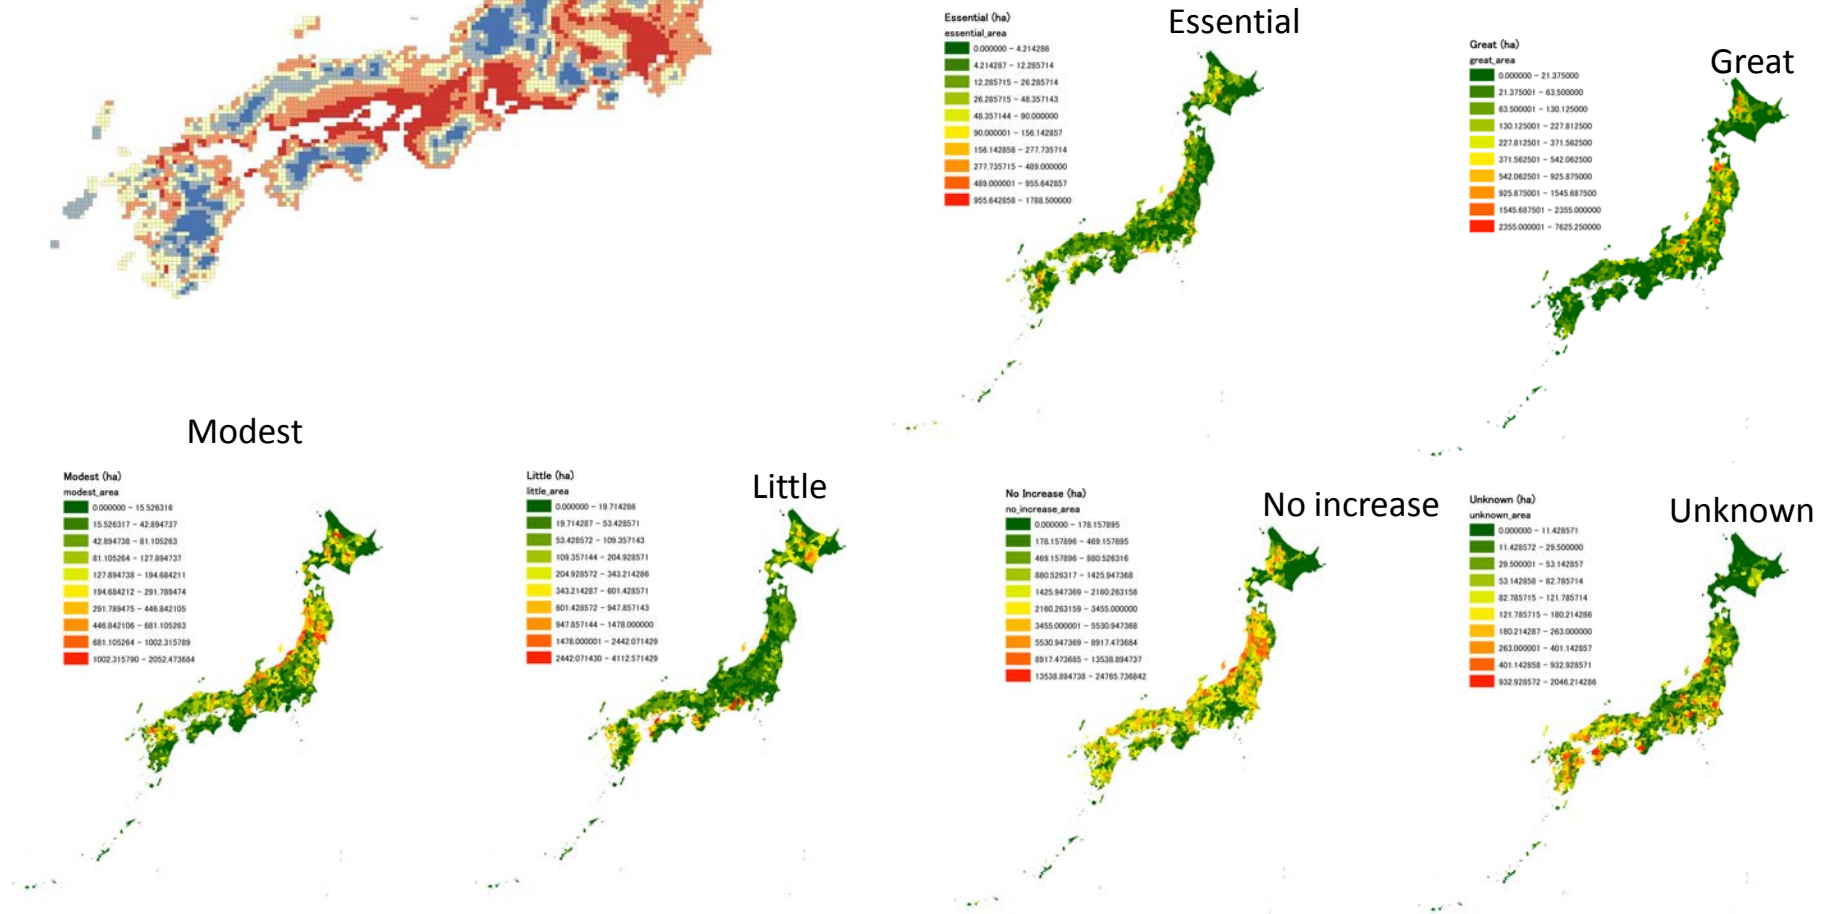 Essential
Essential (ha)
essential_area
0.000000 - 4.214286
4.214287 - 12.285714
12.285715 - 26.285714
26.285715 - 48.357143
48.357144 - 90.000000
90.000001 - 156.142857
156.142858 - 277.735714
277.735715 - 489.000000
489.000001 - 955.642857
955.642858 - 1788.500000
Great
Great (ha)
great_area
0.000000 - 21.375000
21.375001 - 63.500000
63.500001 - 130.125000
130.125001 - 227.812500
227.812501 - 371.562500
371.562501 - 542.062500
542.062501 - 925.875000
925.875001 - 1545.687500
1545.687501 - 2355.000000
2355.000001 - 7625.250000
Modest
Modest (ha)
modest_area
0.000000 - 15.526316
15.526317 - 42.894737
42.894738 - 81.105263
81.105264 - 127.894737
127.894738 - 194.684211
194.684212 - 291.789474
291.789475 - 446.842105
446.842106 - 681.105263
681.105264 - 1002.315789
1002.315790 - 2052.473684
Little
Little (ha)
little_area
0.000000 - 19.714286
19.714287 - 53.428571
53.428572 - 109.357143
109.357144 - 204.928571
204.928572 - 343.214286
343.214287 - 601.428571
601.428572 - 947.857143
947.857144 - 1478.000000
1478.000001 - 2442.071429
2442.071430 - 4112.571429
No increase
No Increase (ha)
no_increase_area
0.000000 - 178.157895
178.157896 - 469.157895
469.157896 - 880.526316
880.526317 - 1425.947368
1425.947369 - 2160.263158
2160.263159 - 3455.000000
3455.000001 - 5530.947368
5530.947369 - 8917.473684
8917.473685 - 13538.894737
13538.894738 - 24765.736842
Unknown
Unknown (ha)
unknown_area
0.000000 - 11.428571
11.428572 - 29.500000
29.500001 - 53.142857
53.142858 - 82.785714
82.785715 - 121.785714
121.785715 - 180.214286
180.214287 - 263.000000
263.000001 - 401.142857
401.142858 - 932.928571
932.928572 - 2046.214286